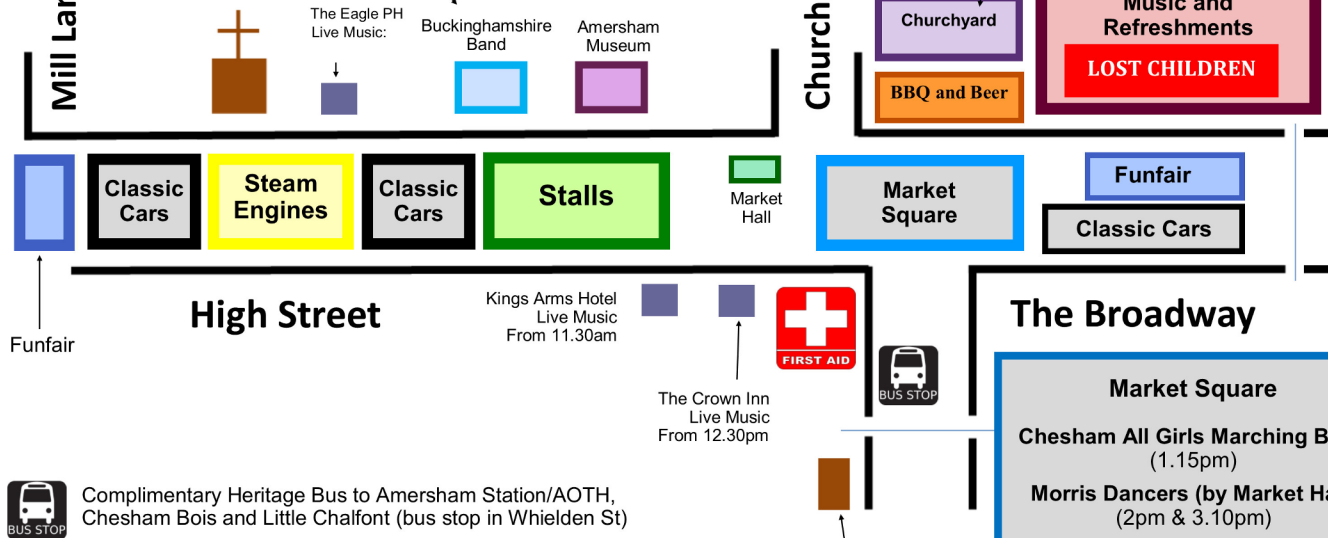 Mill
The Eagle PH
Live Music:
Buckinghamshire
Band
Amersham
Museum
Church
Churchyard
BBQ and Beer
Music and
Refreshments
LOST CHILDREN
Classic
Cars
Steam
Engines
Classic
Cars
Stalls
Market
Hall
Market
Square
Funfair
Classic Cars
Funfair
High Street
Kings Arms Hotel
Live Music
From 11.30am
The Crown Inn
Live Music
From 12.30pm
FIRST AID
BUS STOP
The Broadway
Market Square
Chesham All Girls Marching
(1.15pm)
Morris Dancers (by Market
(2pm & 3.10pm)
BUS STOP
Complimentary Heritage Bus to Amersham Station/AOTH,
Chesham Bois and Little Chalfont (bus stop in Whielden St)